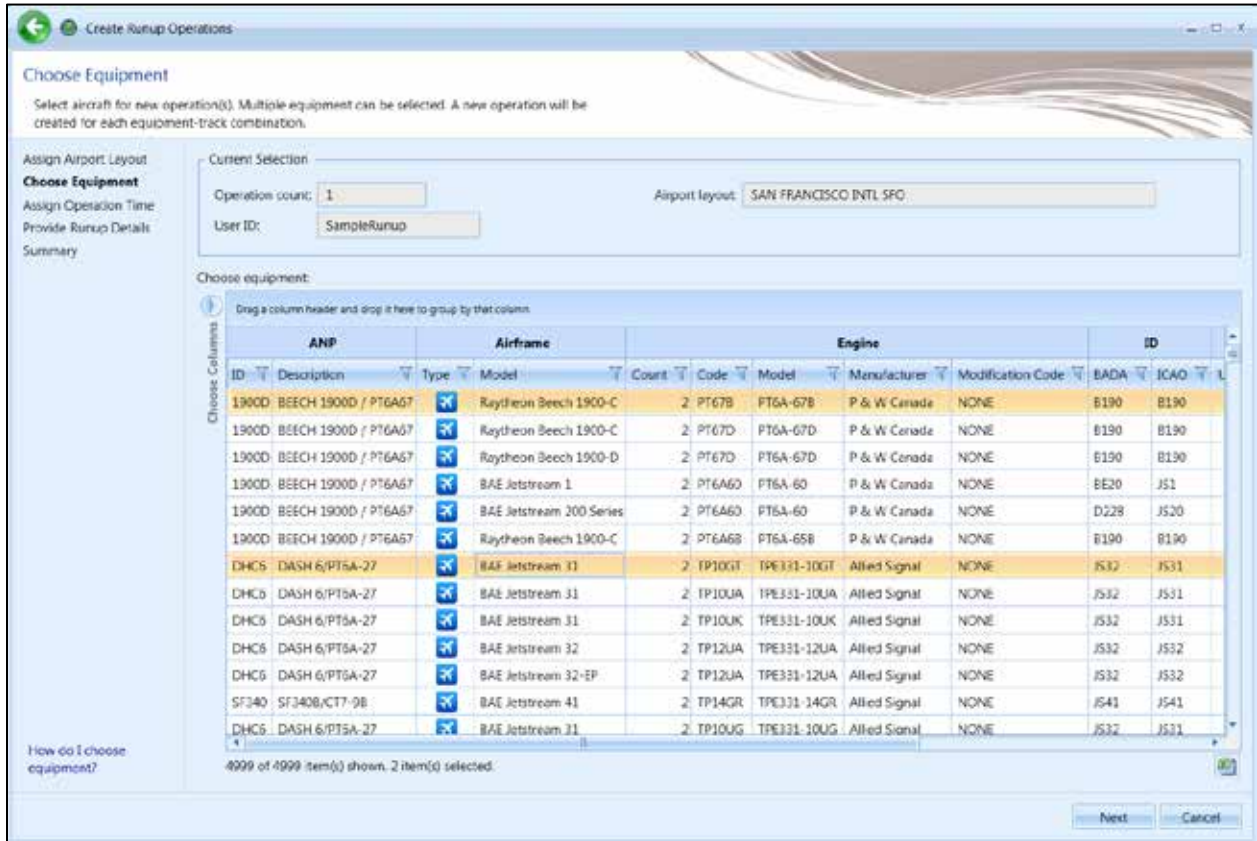 Create Runup Operations
Choose Equipment
Select aircraft for new operation(s). Multiple equipment can be selected. A new operation will be
created for each equipment-track combination.
Assign Airport Layout
Choose Equipment
Assign Operation Time
Provide Runup Details
Summary
Current Selection
Operation count: 1 Airport layout: SAN FRANCISCO INTL SFO
User ID: SampleRunup
Choose equipment:
Choose Columns
Drag a column header and drop it here to group by that column
ANP Airframe Engine ID
ID Description Type Model Count Code Model Manufacturer Modification Code BADA ICAO
1900D BEECH 1900D / PT6A67 Raytheon Beech 1900-C 2 PT67B PT6A-67B P & W Canada NONE B190 B190
1900D BEECH 1900D / PT6A67 Raytheon Beech 1900-C 2 PT67D PT6A-67D P & W Canada NONE B190 B190
1900D BEECH 1900D / PT6A67 Raytheon Beech 1900-D 2 PT67D PT6A-67D P & W Canada NONE B190 B190
1900D BEECH 1900D / PT6A67 BAE Jetstream 1 2 PT6A60 PT6A-60 P & W Canada NONE BE20 JS1
1900D BEECH 1900D / PT6A67 BAE Jetstream 200 Series 2 PT6A60 PT6A-60 P & W Canada NONE D228 JS20
1900D BEECH 1900D / PT6A67 Raytheon Beech 1900-C 2 PT6A6B PT6A-65B P & W Canada NONE B190 B190
DHC6 DASH 6/PT6A-27 BAE Jetstream 31 2 TP10GT TPE331-10GT Allied Signal NONE JS32 JS31
DHC6 DASH 6/PT6A-27 BAE Jetstream 31 2 TP10UA TPE331-10UA Allied Signal NONE JS32 JS31
DHC6 DASH 6/PT6A-27 BAE Jetstream 31 2 TP10UK TPE331-10UK Allied Signal NONE JS32 JS31
DHC6 DASH 6/PT6A-27 BAE Jetstream 32 2 TP12UA TPE331-12UA Allied Signal NONE JS32 JS32
DHC6 DASH 6/PT6A-27 BAE Jetstream 32-EP 2 TP12UA TPE331-12UA Allied Signal NONE JS32 JS32
SF340 SF340B/CT7-9B BAE Jetstream 41 2 TP14GR TPE331-14GR Allied Signal NONE JS41 JS41
DHC6 DASH 6/PT6A-27 BAE Jetstream 31 2 TP10UG TPE331-10UG Allied Signal NONE JS32 JS31
4999 of 4999 item(s) shown. 2 item(s) selected.
How do I choose
equipment?
Next Cancel